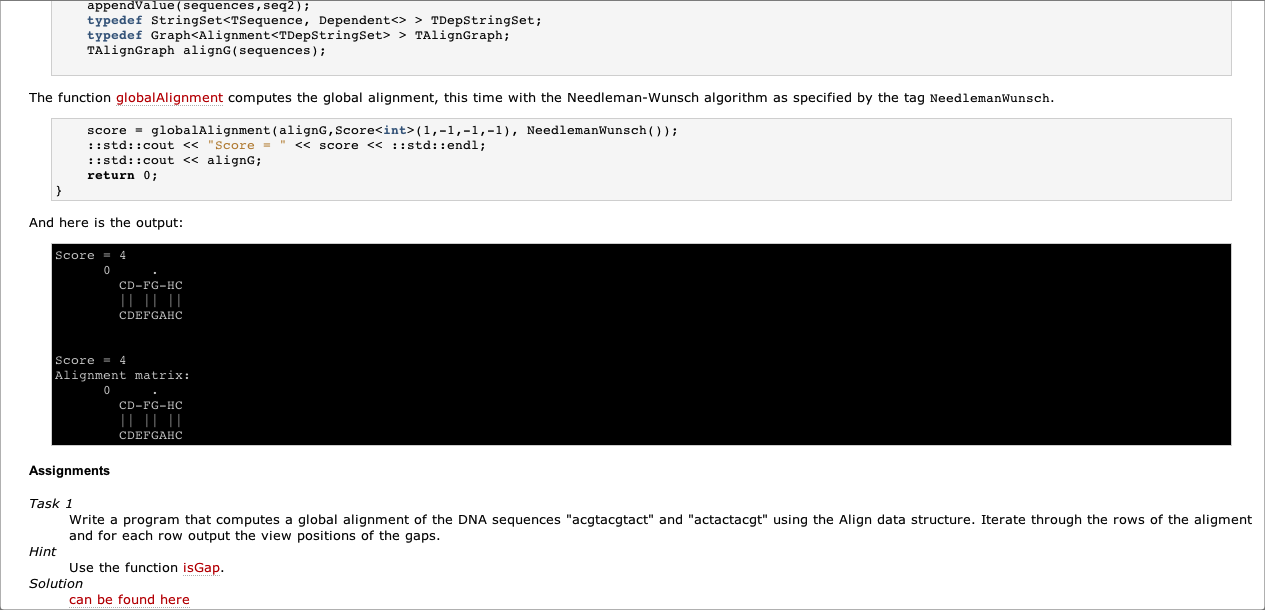 appendValue(sequences,seq2);
typedef StringSet<TSequence, Dependent<> > TDepStringSet;
typedef Graph<Alignment<TDepStringSet> > TAlignGraph;
TAlignGraph alignG(sequences);
The function globalAlignment computes the global alignment, this time with the Needleman-Wunsch algorithm as specified by the tag NeedlemanWunsch.
score = globalAlignment(alignG,Score<int>(1,-1,-1,-1), NeedlemanWunsch());
::std::cout << "Score = " << score << ::std::endl;
::std::cout << alignG;
return 0;
}
And here is the output:
Score = 4
0     .
CD-FG-HC
|| || ||
CDEFGAHC
Score = 4
Alignment matrix:
0     .
CD-FG-HC
|| || ||
CDEFGAHC
Assignments
Task 1
Write a program that computes a global alignment of the DNA sequences "acgtacgtact" and "actactacgt" using the Align data structure. Iterate through the rows of the aligment
and for each row output the view positions of the gaps.
Hint
Use the function isGap.
Solution
can be found here